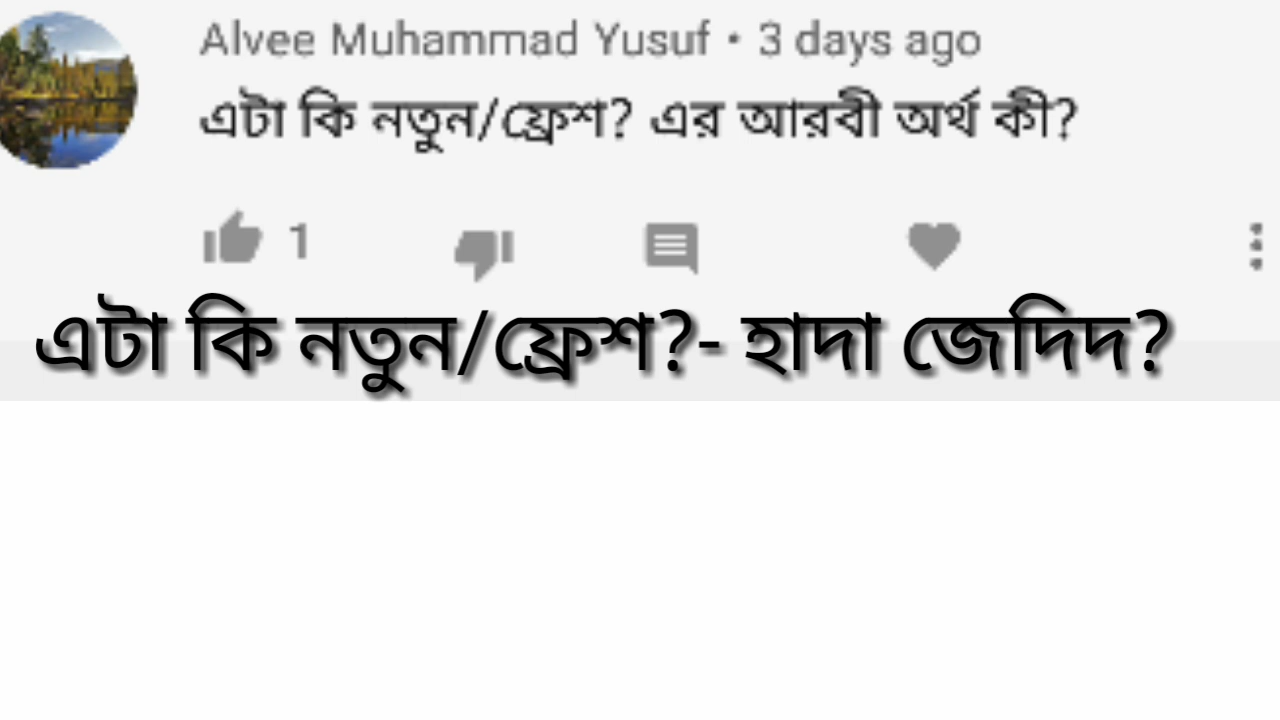 Alvee Muhammad Yusuf • 3 days ago
এটা কি নতুন/ফ্রেশ? এর আরবী অর্থ কী?
1
এটা কি নতুন/ফ্রেশ?- হাদা জেদিদ?